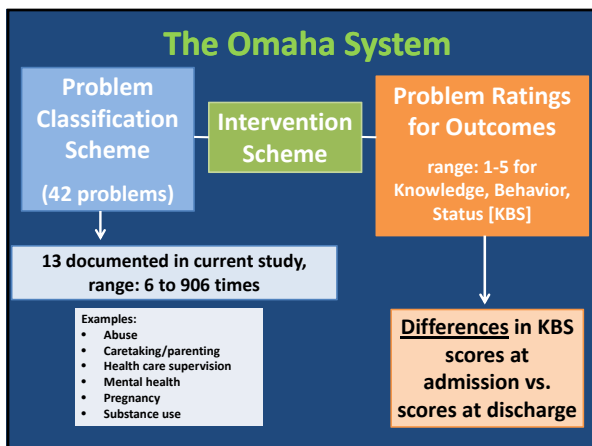 The Omaha System
Problem
Classification
Scheme
(42 problems)
Intervention
Scheme
Problem Ratings
for Outcomes
range: 1-5 for
Knowledge, Behavior,
Status [KBS]
13 documented in current study,
range: 6 to 906 times
Examples:
• Abuse
• Caretaking/parenting
• Health care supervision
• Mental health
• Pregnancy
• Substance use
Differences in KBS
scores at
admission vs.
scores at discharge